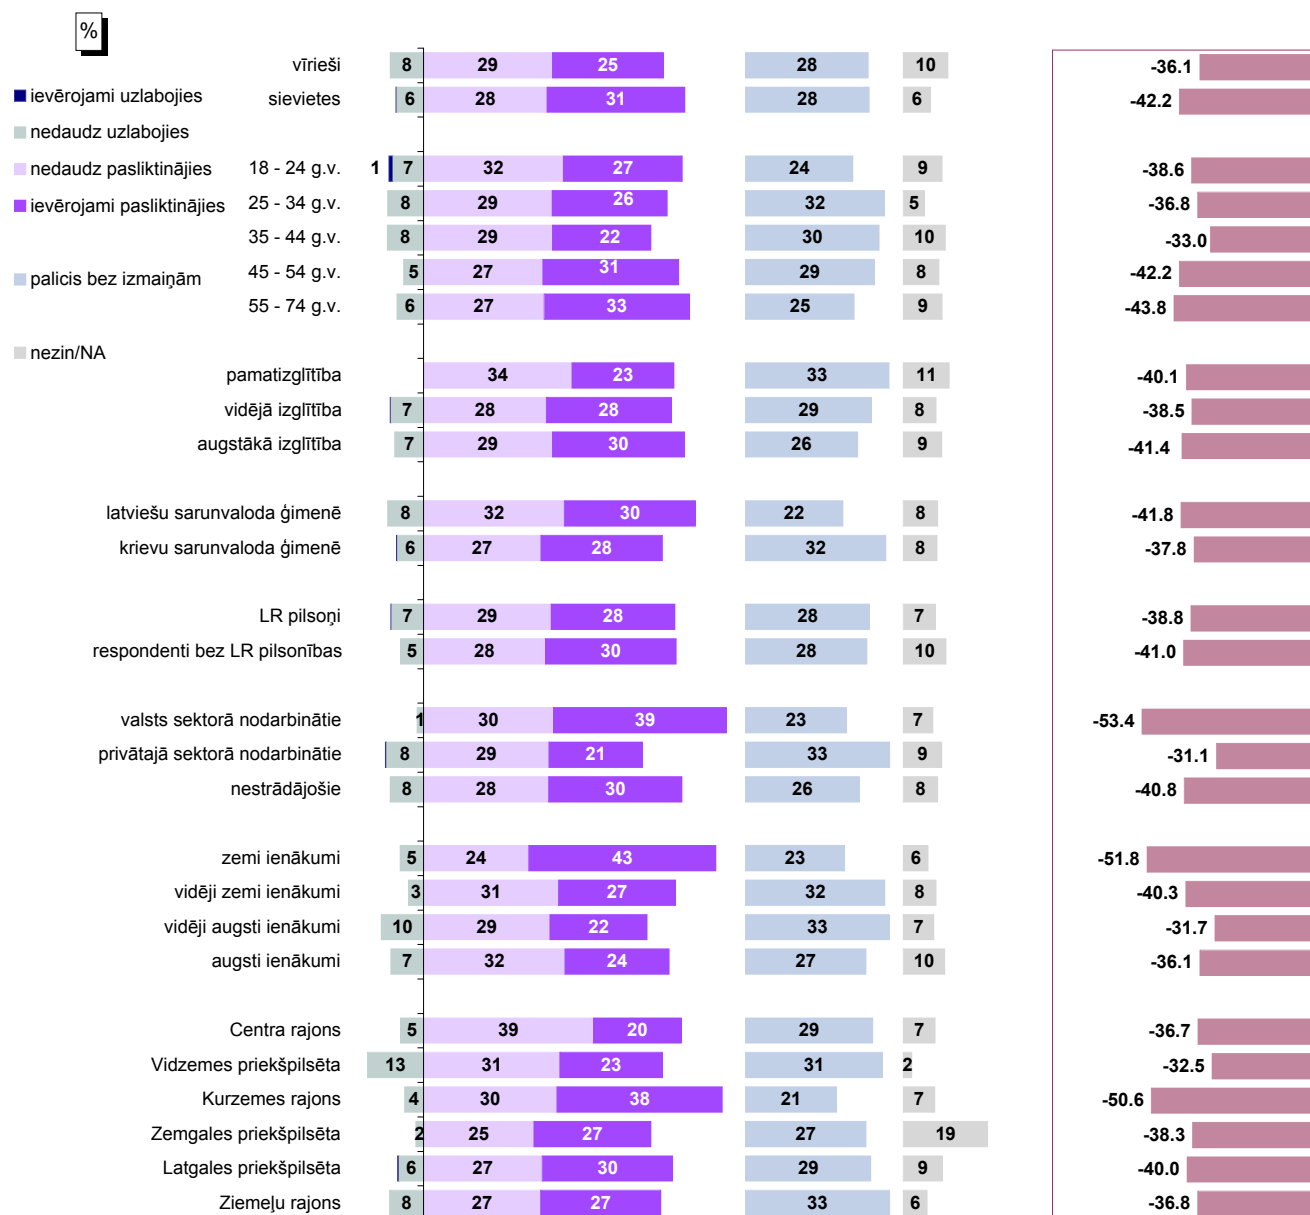 %
ievērojami uzlabojies
nedaudz uzlabojies
nedaudz pasliktinājies
ievērojami pasliktinājies
palicis bez izmaiņām
nezin/NA
vīrieši 8 29 25 28 10 -36.1
sievietes 6 28 31 28 6 -42.2
18 - 24 g.v. 1 7 32 27 24 9 -38.6
25 - 34 g.v. 8 29 26 32 5 -36.8
35 - 44 g.v. 8 29 22 30 10 -33.0
45 - 54 g.v. 5 27 31 29 8 -42.2
55 - 74 g.v. 6 27 33 25 9 -43.8
pamatizglītība 34 23 33 11 -40.1
vidējā izglītība 7 28 28 29 8 -38.5
augstākā izglītība 7 29 30 26 9 -41.4
latviešu sarunvaloda ģimenē 8 32 30 22 8 -41.8
krievu sarunvaloda ģimenē 6 27 28 32 8 -37.8
LR pilsoņi 7 29 28 28 7 -38.8
respondenti bez LR pilsonības 5 28 30 28 10 -41.0
valsts sektorā nodarbinātie 1 30 39 23 7 -53.4
privātajā sektorā nodarbinātie 8 29 21 33 9 -31.1
nestrādājošie 8 28 30 26 8 -40.8
zemi ienākumi 5 24 43 23 6 -51.8
vidēji zemi ienākumi 3 31 27 32 8 -40.3
vidēji augsti ienākumi 10 29 22 33 7 -31.7
augsti ienākumi 7 32 24 27 10 -36.1
Centra rajons 5 39 20 29 7 -36.7
Vidzemes priekšpilsēta 13 31 23 31 2 -32.5
Kurzemes rajons 4 30 38 21 7 -50.6
Zemgales priekšpilsēta 2 25 27 27 19 -38.3
Latgales priekšpilsēta 6 27 30 29 9 -40.0
Ziemeļu rajons 8 27 27 33 6 -36.8